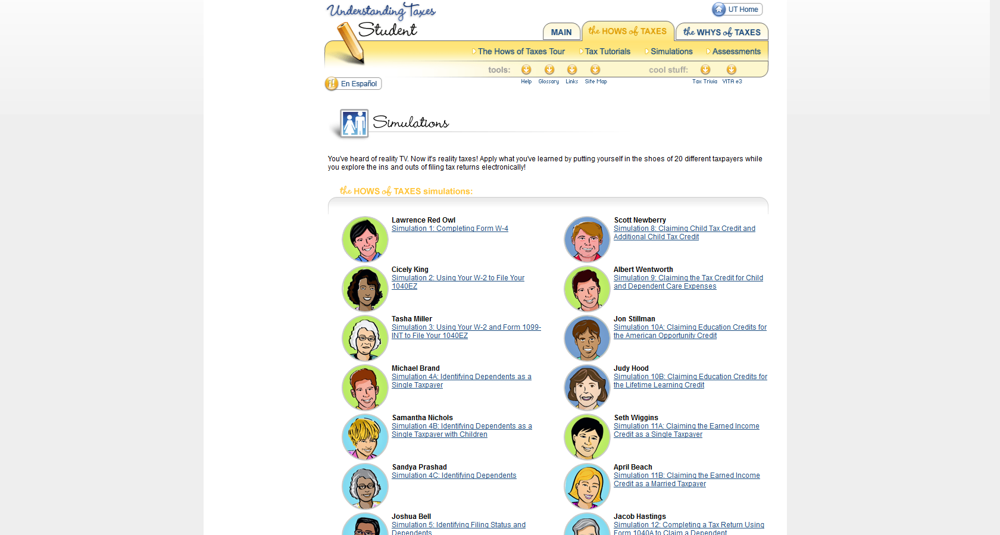 Understanding Taxes
Student
UT Home
MAIN
the HOWS of TAXES
the WHYS of TAXES
The Hows of Taxes Tour
Tax Tutorials
Simulations
Assessments
tools:
Help
Glossary
Links
Site Map
cool stuff:
Tax Trivia
VITA e3
En Español
Simulations
You've heard of reality TV. Now it's reality taxes! Apply what you've learned by putting yourself in the shoes of 20 different taxpayers while
you explore the ins and outs of filing tax returns electronically!
the HOWS of TAXES simulations:
Lawrence Red Owl
Simulation 1: Completing Form W-4
Cicely King
Simulation 2: Using Your W-2 to File Your
1040EZ
Tasha Miller
Simulation 3: Using Your W-2 and Form 1099-
INT to File Your 1040EZ
Michael Brand
Simulation 4A: Identifying Dependents as a
Single Taxpayer
Samantha Nichols
Simulation 4B: Identifying Dependents as a
Single Taxpayer with Children
Sandya Prashad
Simulation 4C: Identifying Dependents
Joshua Bell
Simulation 5: Identifying Filing Status and
Dependents
Scott Newberry
Simulation 8: Claiming Child Tax Credit and
Additional Child Tax Credit
Albert Wentworth
Simulation 9: Claiming the Tax Credit for Child
and Dependent Care Expenses
Jon Stillman
Simulation 10A: Claiming Education Credits for
the American Opportunity Credit
Judy Hood
Simulation 10B: Claiming Education Credits for
the Lifetime Learning Credit
Seth Wiggins
Simulation 11A: Claiming the Earned Income
Credit as a Single Taxpayer
April Beach
Simulation 11B: Claiming the Earned Income
Credit as a Married Taxpayer
Jacob Hastings
Simulation 12: Completing a Tax Return Using
Form 1040A to Claim a Dependent